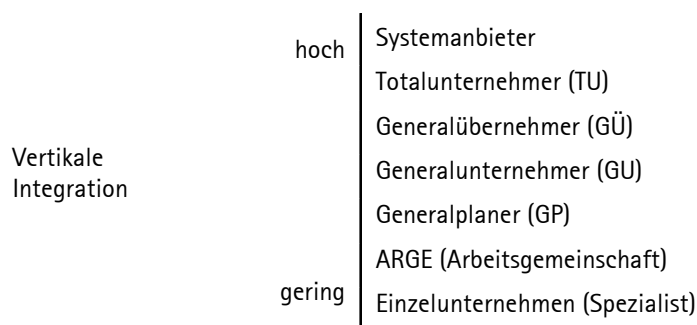 hoch
Systemanbieter
Totalunternehmer (TU)
Generalübernehmer (GÜ)
Vertikale
Integration
Generalunternehmer (GU)
Generalplaner (GP)
ARGE (Arbeitsgemeinschaft)
gering
Einzelunternehmen (Spezialist)